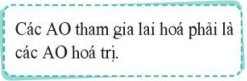 Các AO tham gia lai hoá phải là
các AO hoá trị.